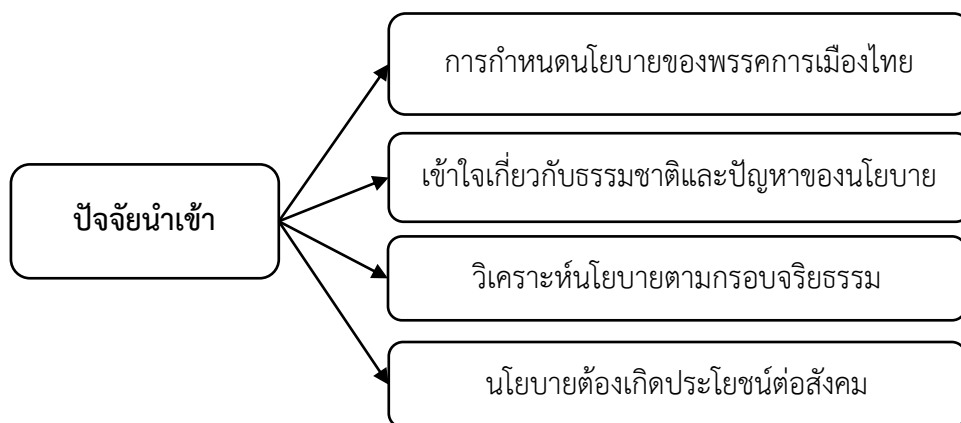 การกำหนดนโยบายของพรรคการเมืองไทย
เข้าใจเกี่ยวกับธรรมชาติและปัญหาของนโยบาย
ปัจจัยนำเข้า
วิเคราะห์นโยบายตามกรอบจริยธรรม
นโยบายต้องเกิดประโยชน์ต่อสังคม